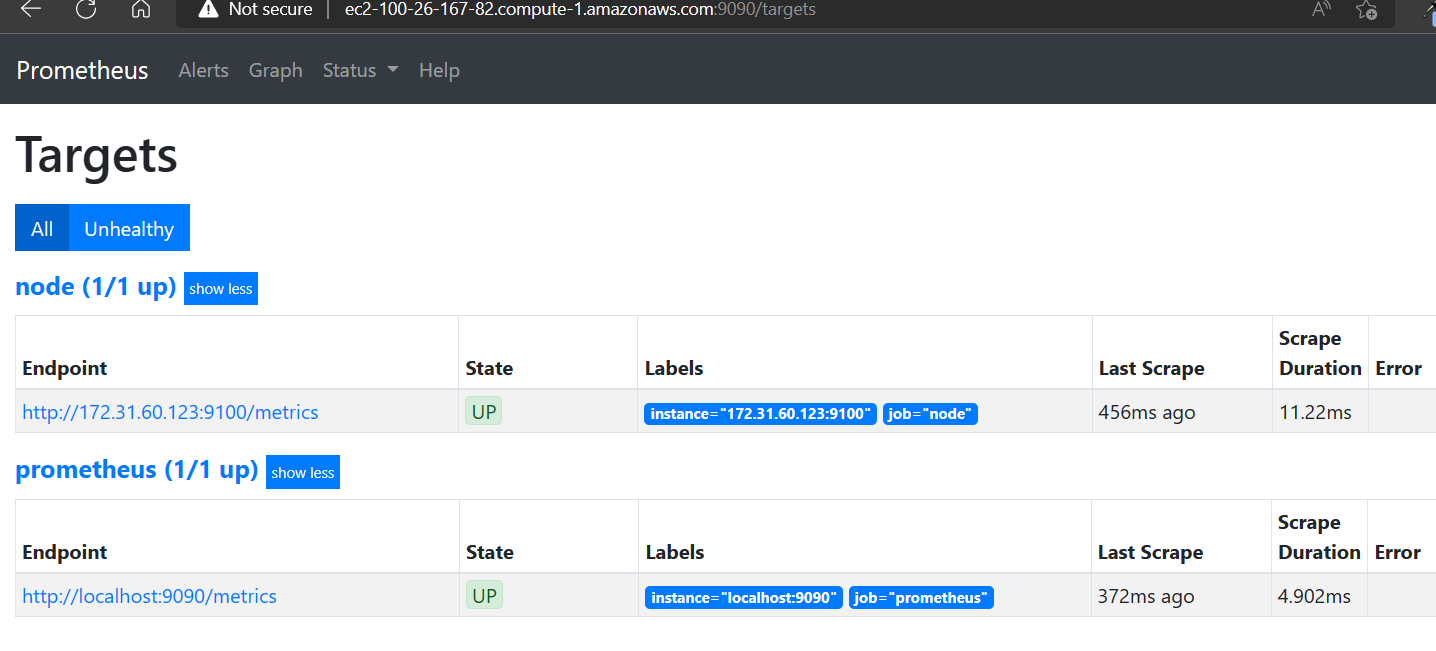 Not secure | ec2-100-26-167-82.compute-1.amazonaws.com:9090/targets
Prometheus Alerts Graph Status Help
Targets
All Unhealthy
node (1/1 up) show less
Endpoint State Labels Last Scrape Scrape Duration Error
http://172.31.60.123:9100/metrics UP instance="172.31.60.123:9100" job="node" 456ms ago 11.22ms
prometheus (1/1 up) show less
Endpoint State Labels Last Scrape Scrape Duration Error
http://localhost:9090/metrics UP instance="localhost:9090" job="prometheus" 372ms ago 4.902ms